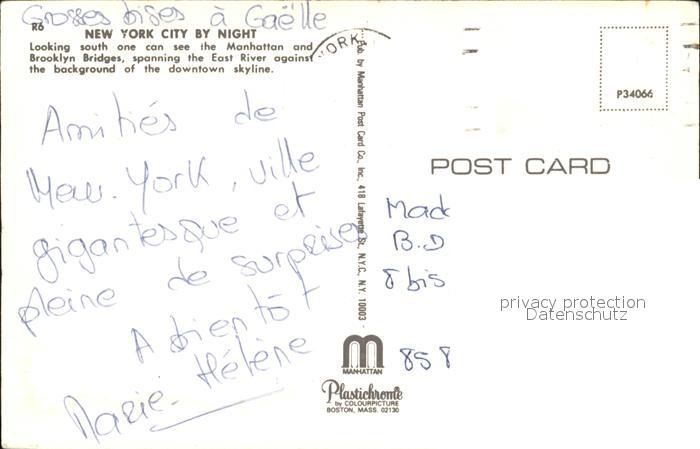 Grosses bises à Gaëlle
R6
NEW YORK CITY BY NIGHT
Looking south one can see the Manhattan and
Brooklyn Bridges, spanning the East River against
the background of the downtown skyline.
Amitiés de
New-York, ville
gigantesque et
pleine de surprises
A bientôt
Marie-Hélène
YORK
Pub. by Manhattan Post Card Co., Inc., 418 Lafayette St., N.Y.C., N.Y. 10003
MANHATTAN
Plastichrome
by COLOURPICTURE
BOSTON, MASS. 02130
P34066
POST CARD
Mad
B.D
8 bis
privacy protection
Datenschutz
858